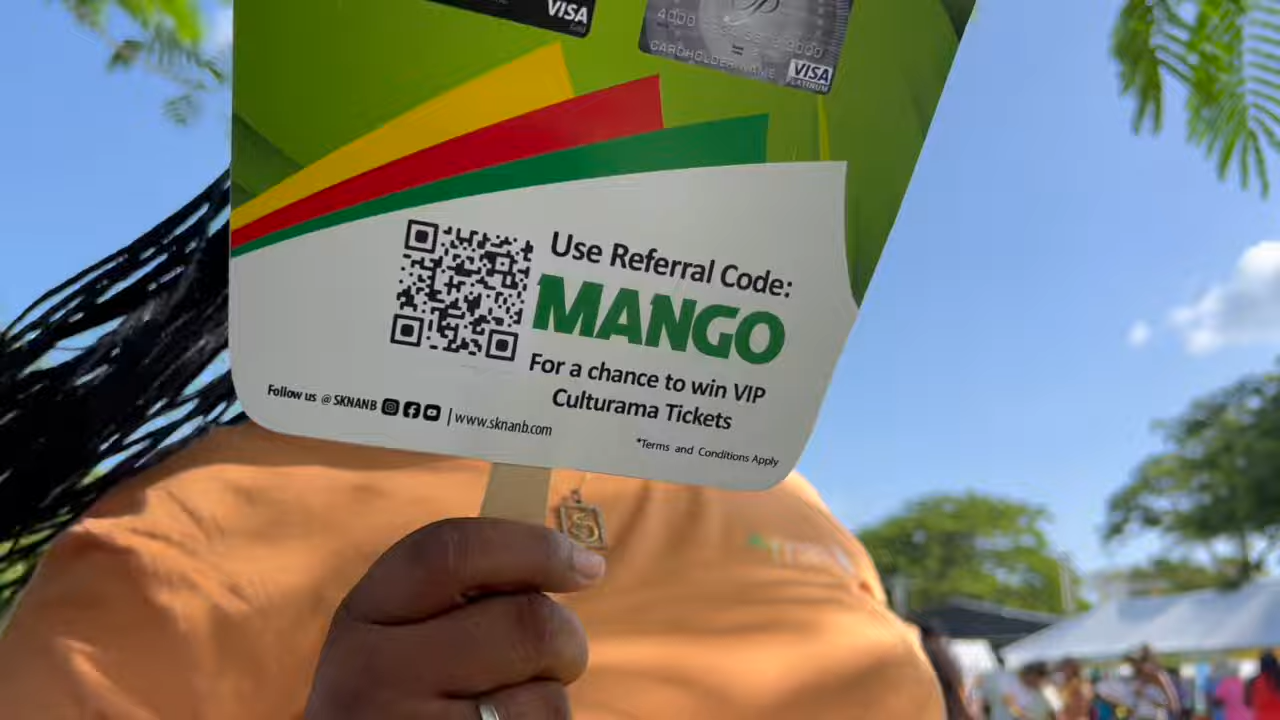 VISA
Gold
CARDHOLDER NAME
VISA
PLATINUM
Use Referral Code:
MANGO
For a chance to win VIP
Culturama Tickets
Follow us @ SKNANB | www.sknanb.com
*Terms and Conditions Apply
S